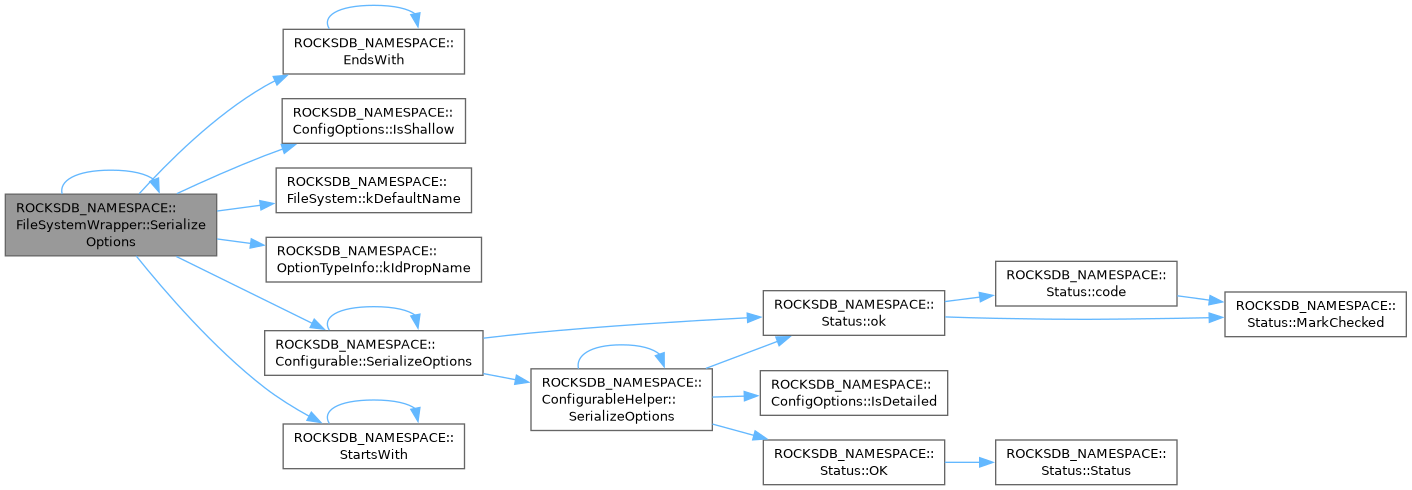 ROCKSDB_NAMESPACE::
EndsWith
ROCKSDB_NAMESPACE::
ConfigOptions::IsShallow
ROCKSDB_NAMESPACE::
FileSystem::kDefaultName
ROCKSDB_NAMESPACE::
FileSystemWrapper::Serialize
Options
ROCKSDB_NAMESPACE::
OptionTypeInfo::kIdPropName
ROCKSDB_NAMESPACE::
Configurable::SerializeOptions
ROCKSDB_NAMESPACE::
StartsWith
ROCKSDB_NAMESPACE::
ConfigurableHelper::
SerializeOptions
ROCKSDB_NAMESPACE::
Status::ok
ROCKSDB_NAMESPACE::
ConfigOptions::IsDetailed
ROCKSDB_NAMESPACE::
Status::OK
ROCKSDB_NAMESPACE::
Status::code
ROCKSDB_NAMESPACE::
Status::Status
ROCKSDB_NAMESPACE::
Status::MarkChecked